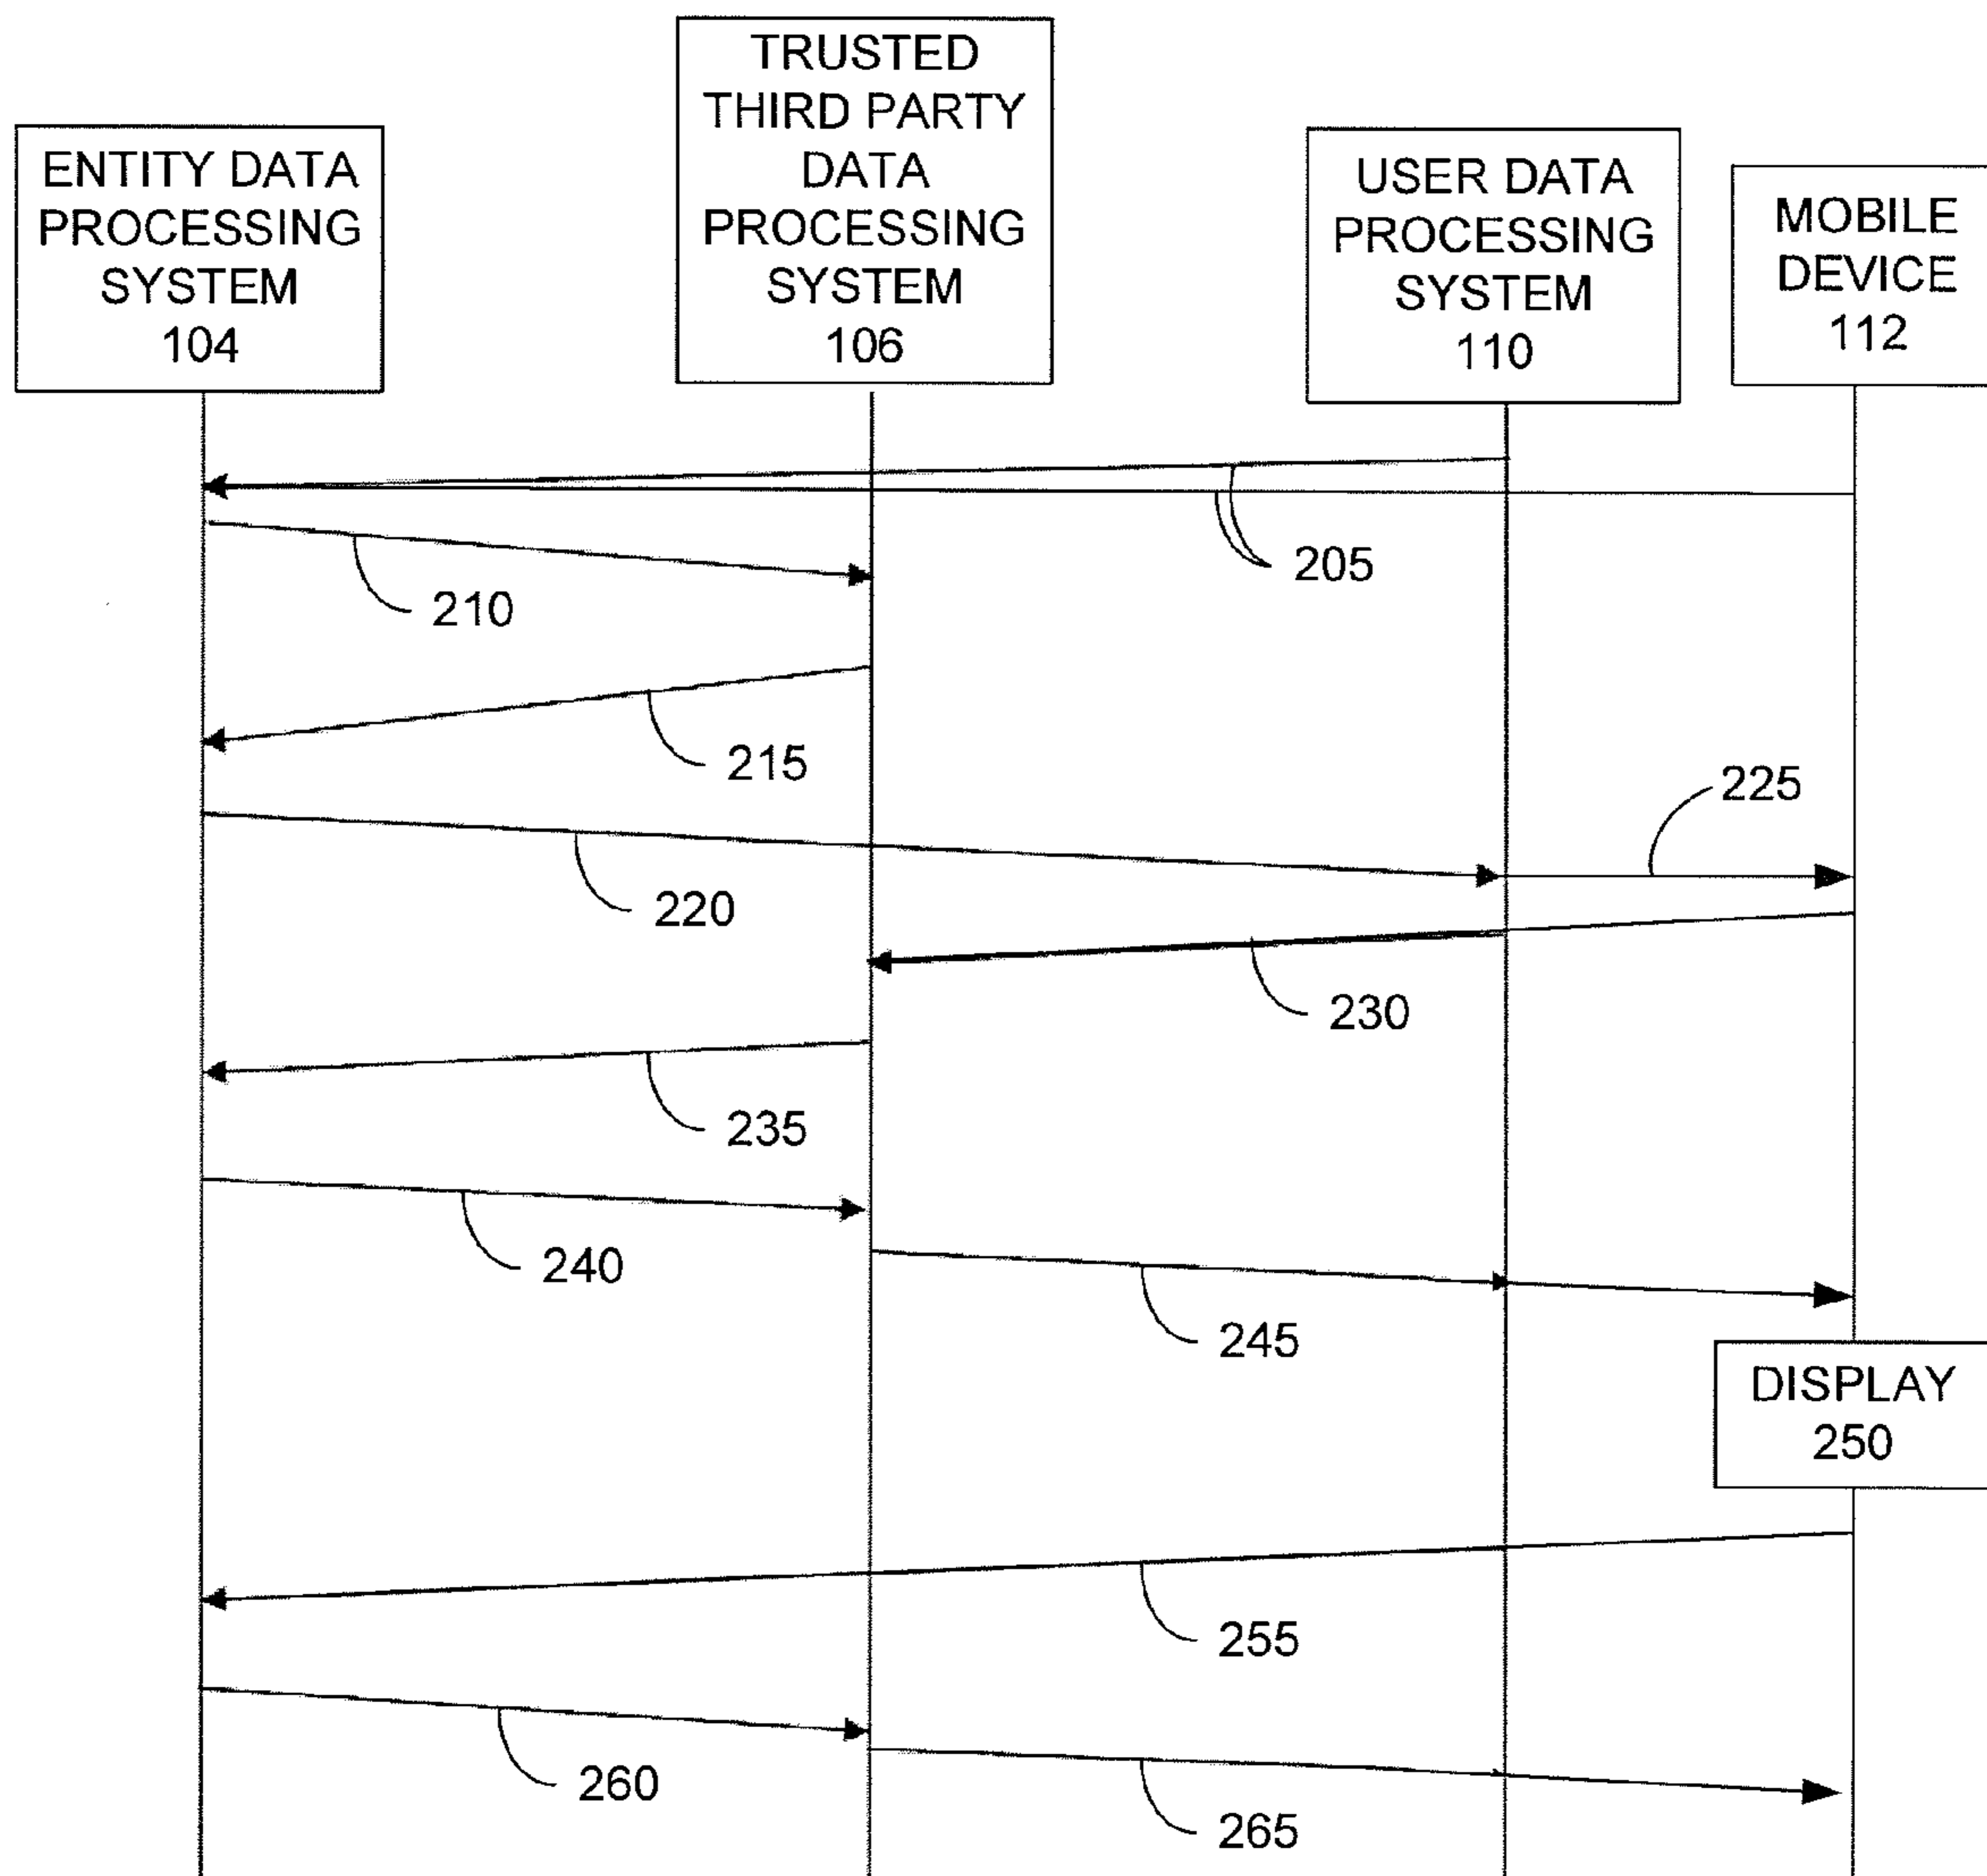 ENTITY DATA
PROCESSING
SYSTEM
104
TRUSTED
THIRD PARTY
DATA
PROCESSING
SYSTEM
106
USER DATA
PROCESSING
SYSTEM
110
MOBILE
DEVICE
112
205
210
215
225
220
230
235
240
245
DISPLAY
250
255
260
265